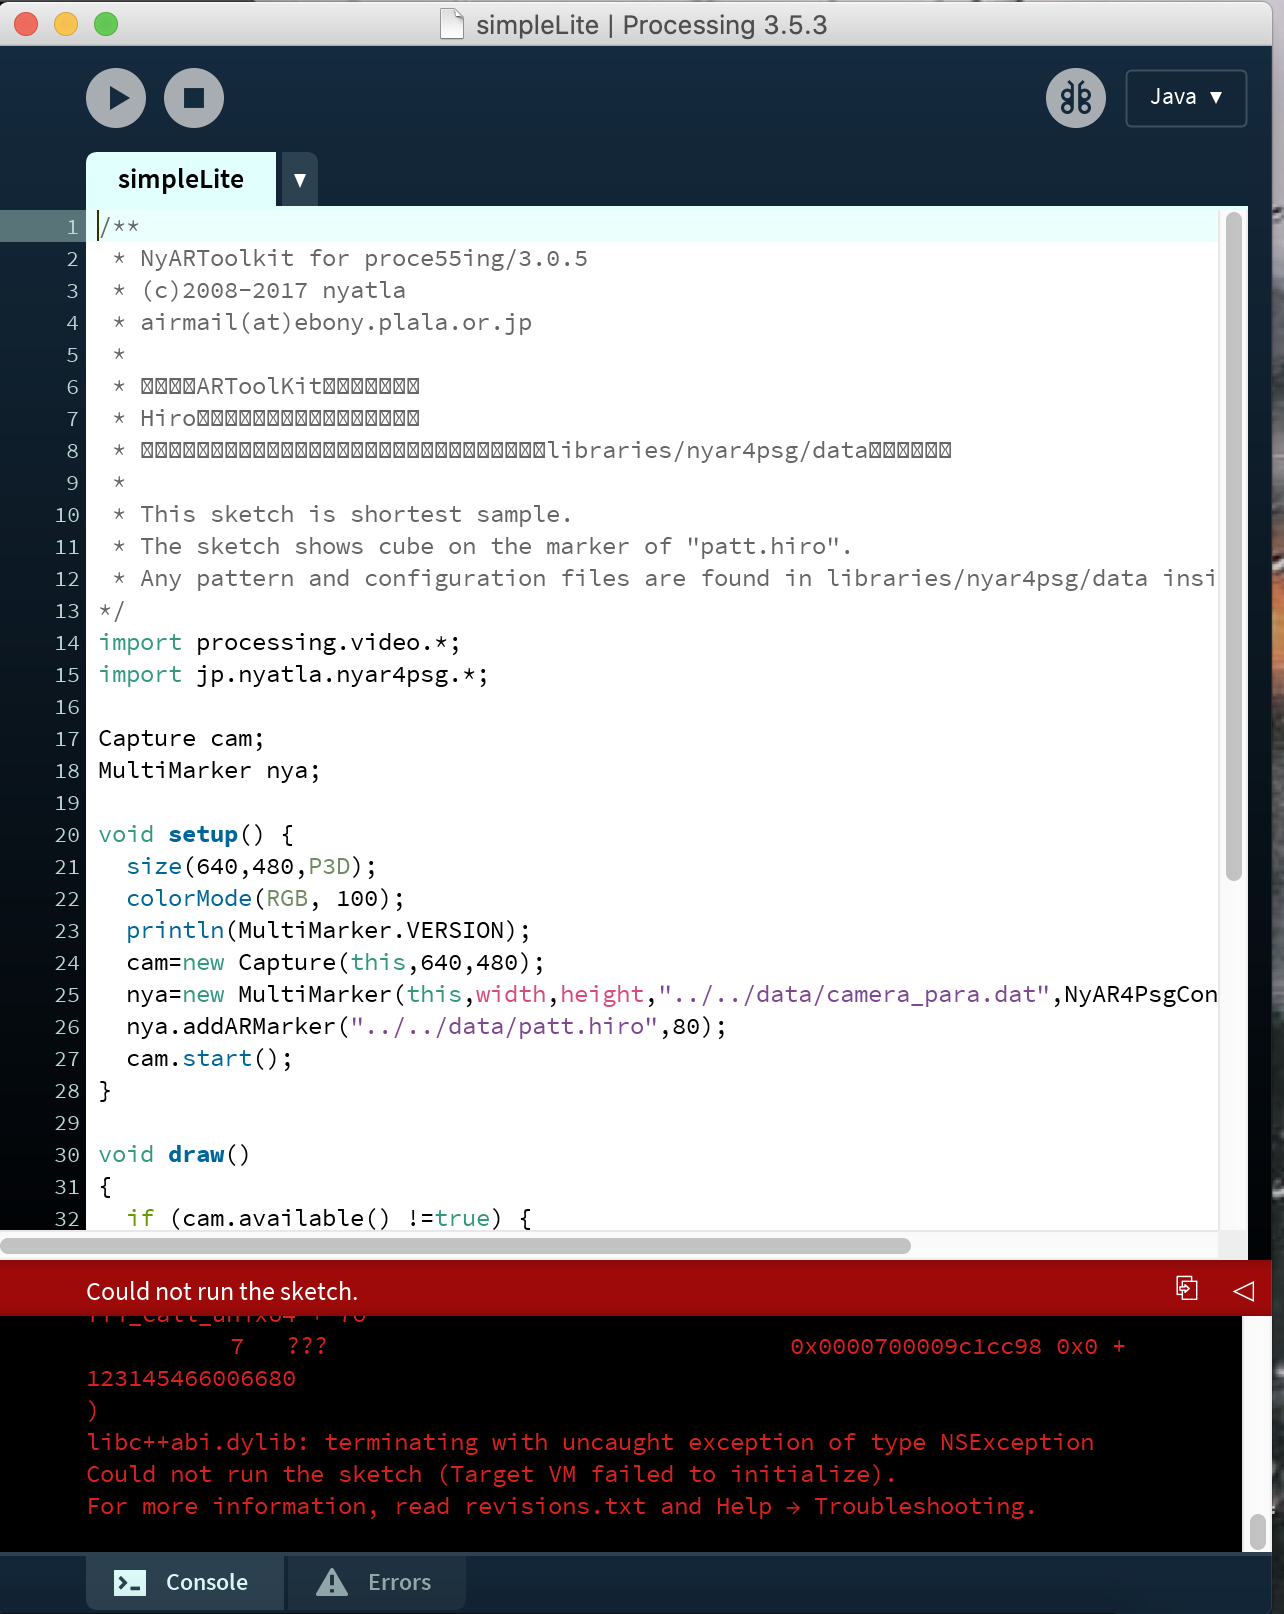 simpleLite | Processing 3.5.3
Java ▼
simpleLite ▼
1 /**
2 * NyARToolkit for proce55ing/3.0.5
3 * (c)2008-2017 nyatla
4 * airmail(at)ebony.plala.or.jp
5 *
6 * ARToolKit
7 * Hiro
8 * libraries/nyar4psg/data
9 *
10 * This sketch is shortest sample.
11 * The sketch shows cube on the marker of "patt.hiro".
12 * Any pattern and configuration files are found in libraries/nyar4psg/data insi
13 */
14 import processing.video.*;
15 import jp.nyatla.nyar4psg.*;
16
17 Capture cam;
18 MultiMarker nya;
19
20 void setup() {
21 size(640,480,P3D);
22 colorMode(RGB, 100);
23 println(MultiMarker.VERSION);
24 cam=new Capture(this,640,480);
25 nya=new MultiMarker(this,width,height,"../../data/camera_para.dat",NyAR4PsgCon
26 nya.addARMarker("../../data/patt.hiro",80);
27 cam.start();
28 }
29
30 void draw()
31 {
32 if (cam.available() !=true) {
Could not run the sketch.
7 ??? 0x0000700009c1cc98 0x0 +
123145466006680
)
libc++abi.dylib: terminating with uncaught exception of type NSException
Could not run the sketch (Target VM failed to initialize).
For more information, read revisions.txt and Help → Troubleshooting.
Console
Errors